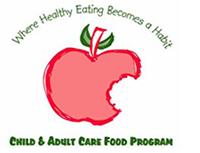 Where Healthy Eating Becomes a Habit
CHILD & ADULT CARE FOOD PROGRAM